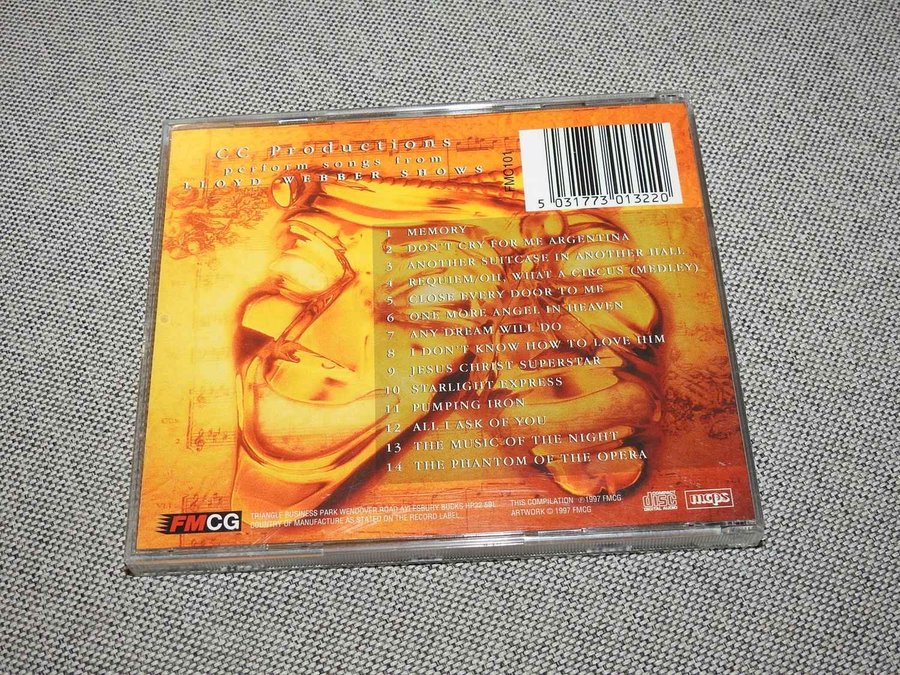 C.C. Productions
perform songs from
LLOYD WEBBER SHOWS
FMC101
5 031773 013220
1 MEMORY
2 DON'T CRY FOR ME ARGENTINA
3 ANOTHER SUITCASE IN ANOTHER HALL
4 REQUIEM/OH, WHAT A CIRCUS (MEDLEY)
5 CLOSE EVERY DOOR TO ME
6 ONE MORE ANGEL IN HEAVEN
7 ANY DREAM WILL DO
8 I DON'T KNOW HOW TO LOVE HIM
9 JESUS CHRIST SUPERSTAR
10 STARLIGHT EXPRESS
11 PUMPING IRON
12 ALL I ASK OF YOU
13 THE MUSIC OF THE NIGHT
14 THE PHANTOM OF THE OPERA
FMCG
TRIANGLE BUSINESS PARK WENDOVER ROAD AYLESBURY BUCKS HP22
COUNTRY OF MANUFACTURE AS STATED ON THE RECORD LABEL.
THIS COMPILATION ℗ 1997 FMCG
ARTWORK © 1997 FMCG
COMPACT
disc
DIGITAL AUDIO
mcps